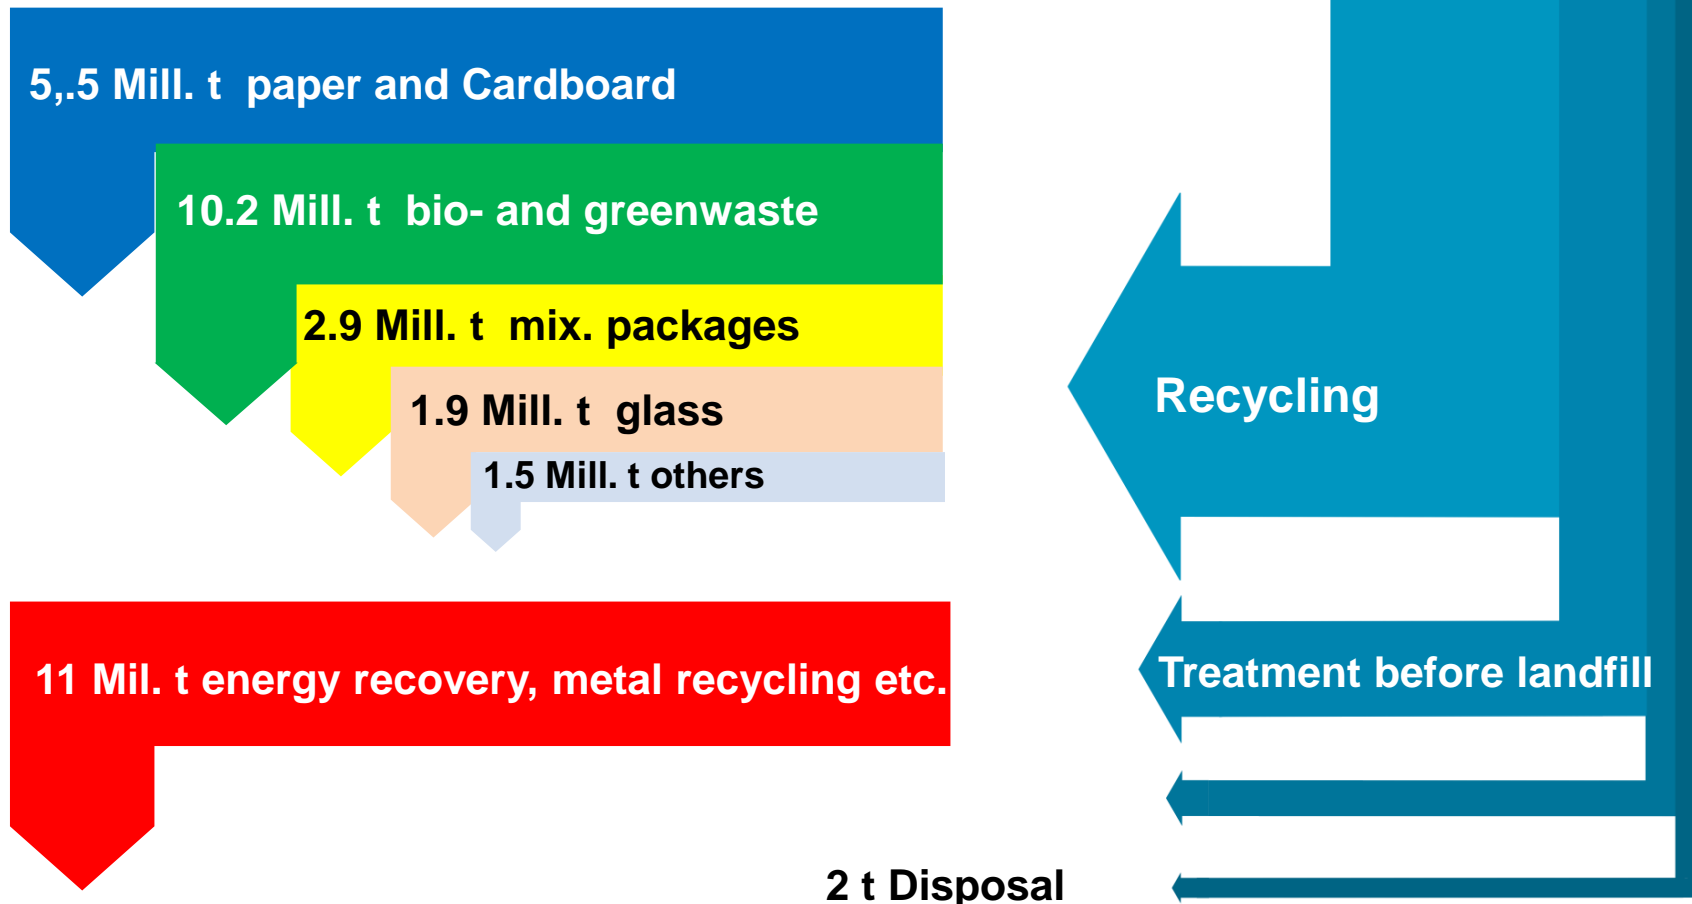 5,.5 Mill. t paper and Cardboard
10.2 Mill. t bio- and greenwaste
2.9 Mill. t mix. packages
1.9 Mill. t glass
1.5 Mill. t others
Recycling
11 Mil. t energy recovery, metal recycling etc.
Treatment before landfill
2 t Disposal